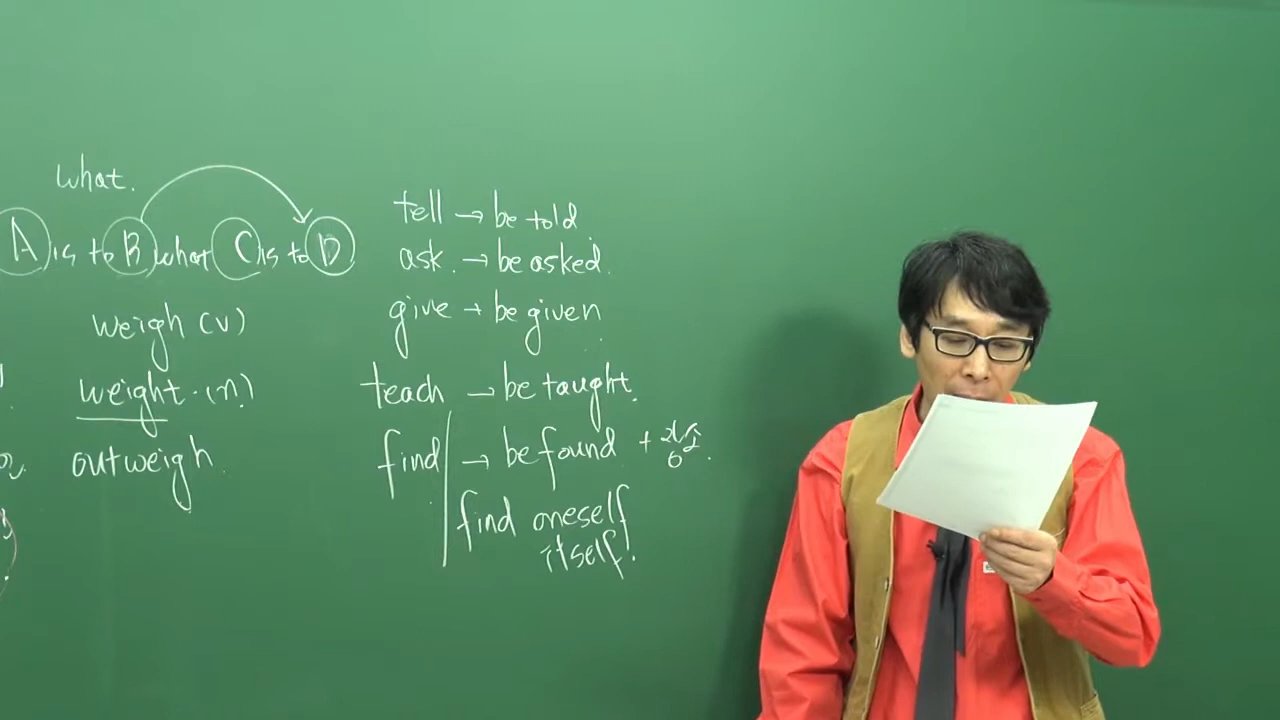 what.
A is to B what C is to D
weigh (v)
weight. (n)
outweigh.
tell → be told.
ask. → be asked.
give → be given.
teach → be taught.
find → be found +
find oneself
itself!